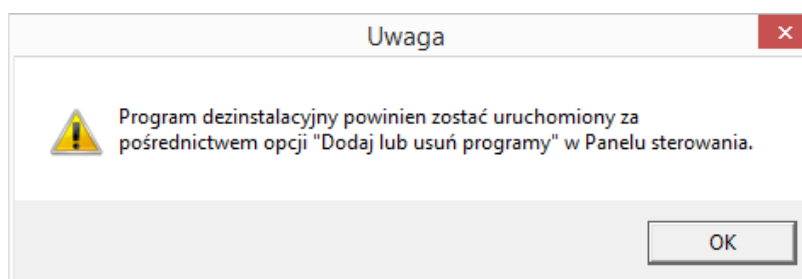 Uwaga
Program dezinstalacyjny powinien zostać uruchomiony za
pośrednictwem opcji "Dodaj lub usuń programy" w Panelu sterowania.
OK